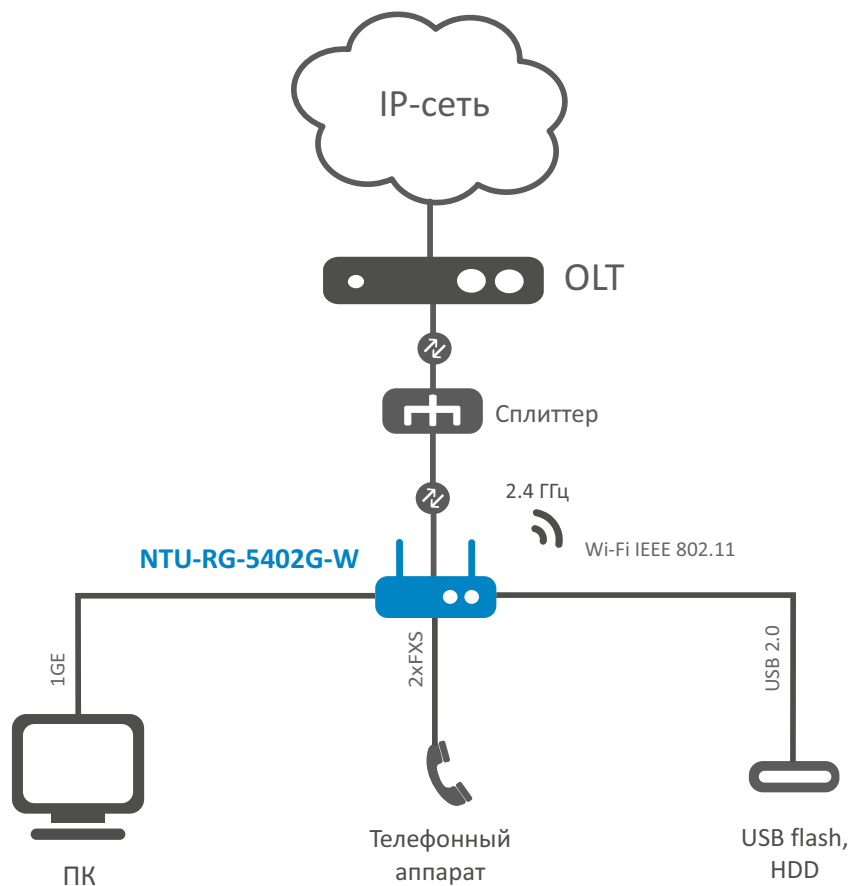 IP-сеть
OLT
Сплиттер
2.4 ГГц
Wi-Fi IEEE 802.11
NTU-RG-5402G-W
1GE
2xFXS
USB 2.0
ПК
Телефонный
аппарат
USB flash,
HDD